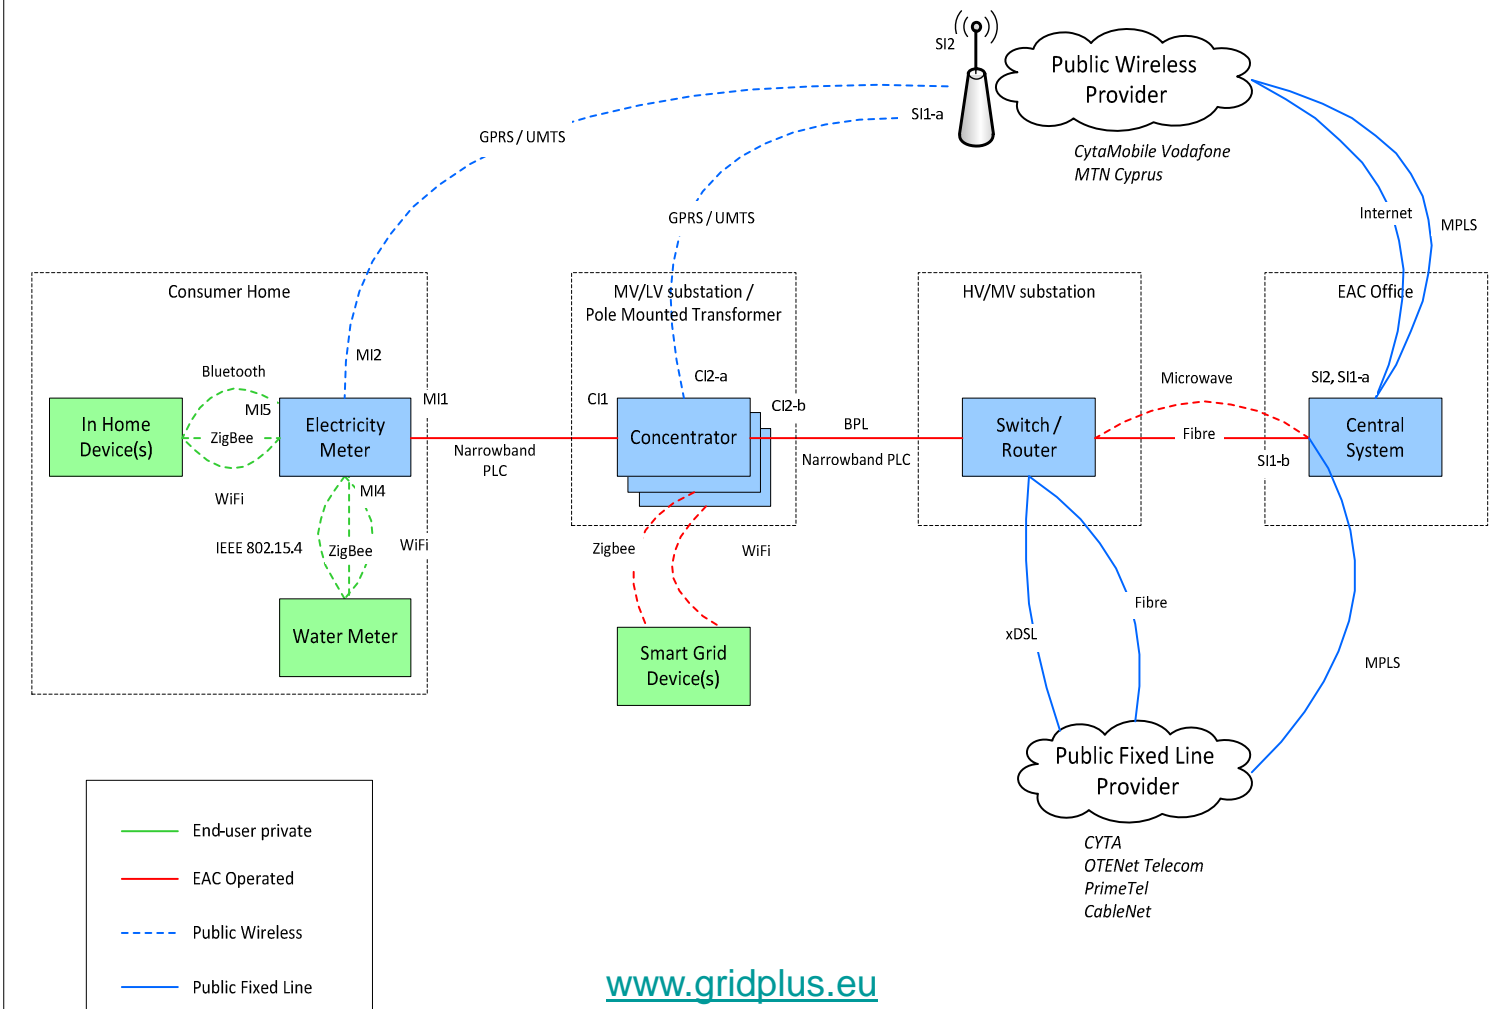 SI2
Public Wireless
Provider
SI1-a
GPRS / UMTS
CytaMobile Vodafone
MTN Cyprus
GPRS / UMTS
Internet
MPLS
Consumer Home
MV/LV substation /
Pole Mounted Transformer
HV/MV substation
EAC Office
MI2
Bluetooth
MI5
MI1
In Home
Device(s)
ZigBee
Electricity
Meter
WiFi
MI4
Narrowband
PLC
CI1
CI2-a
CI2-b
Concentrator
BPL
Narrowband PLC
Switch /
Router
Microwave
Fibre
SI2, SI1-a
SI1-b
Central
System
IEEE 802.15.4
ZigBee
WiFi
Water Meter
Zigbee
WiFi
Smart Grid
Device(s)
xDSL
Fibre
MPLS
Public Fixed Line
Provider
CYTA
OTENet Telecom
PrimeTel
CableNet
End-user private
EAC Operated
Public Wireless
Public Fixed Line
www.gridplus.eu